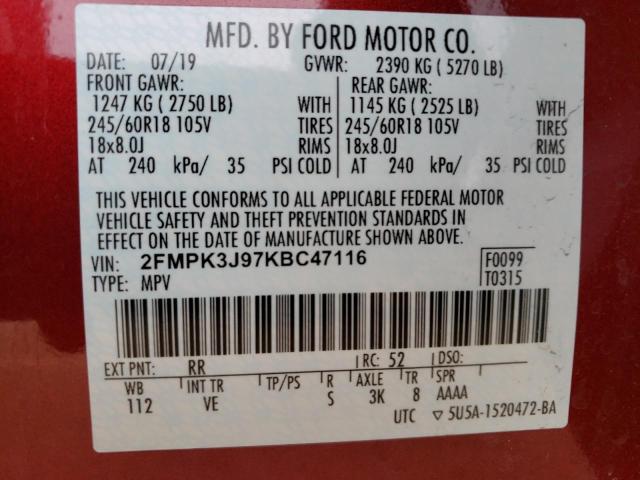 MFD. BY FORD MOTOR CO.
DATE: 07/19 GVWR: 2390 KG ( 5270 LB)
FRONT GAWR: REAR GAWR:
1247 KG ( 2750 LB) WITH 1145 KG ( 2525 LB) WITH
245/60R18 105V TIRES 245/60R18 105V TIRES
18x8.0J RIMS 18x8.0J RIMS
AT 240 kPa/ 35 PSI COLD AT 240 kPa/ 35 PSI COLD
THIS VEHICLE CONFORMS TO ALL APPLICABLE FEDERAL MOTOR
VEHICLE SAFETY AND THEFT PREVENTION STANDARDS IN
EFFECT ON THE DATE OF MANUFACTURE SHOWN ABOVE.
VIN: 2FMPK3J97KBC47116 F0099
TYPE: MPV T0315
EXT PNT: RR RC: 52 DSO:
WB INT TR TP/PS R AXLE TR SPR
112 VE S 3K 8 AAAA
UTC ▽ 5U5A-1520472-BA